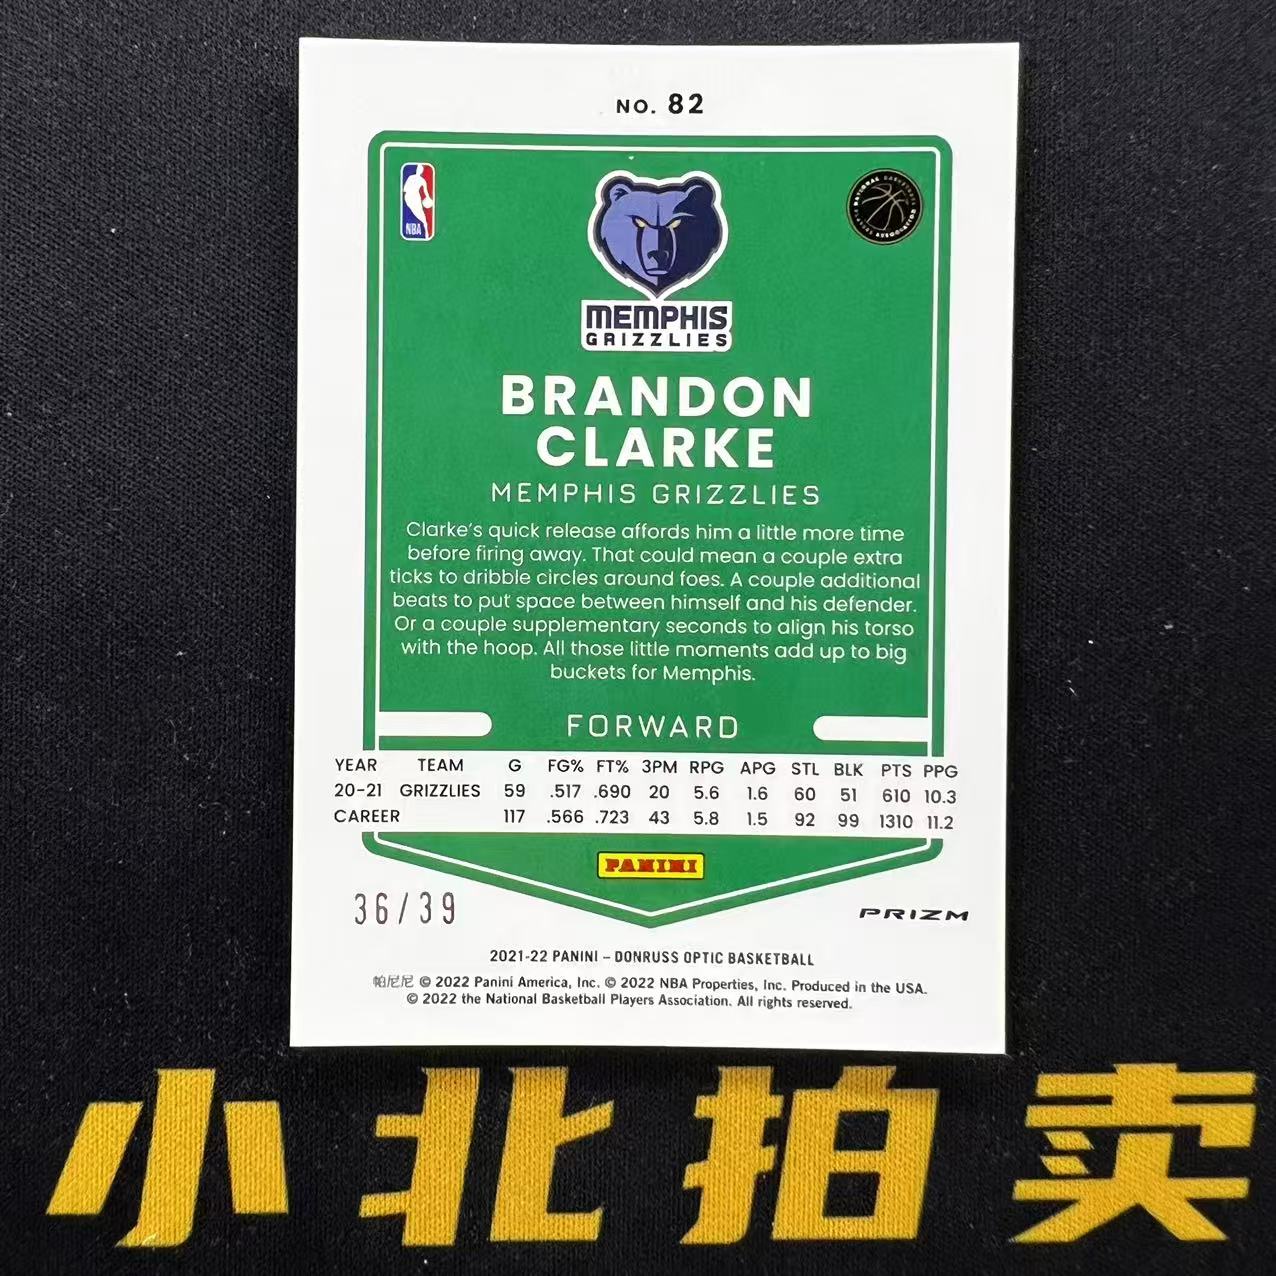 NO. 82
NBA
MEMPHIS
GRIZZLIES
BRANDON
CLARKE
MEMPHIS GRIZZLIES
Clarke's quick release affords him a little more time
before firing away. That could mean a couple extra
ticks to dribble circles around foes. A couple additional
beats to put space between himself and his defender.
Or a couple supplementary seconds to align his torso
with the hoop. All those little moments add up to big
buckets for Memphis.
FORWARD
YEAR TEAM G FG% FT% 3PM RPG APG STL BLK PTS PPG
20-21 GRIZZLIES 59 .517 .690 20 5.6 1.6 60 51 610 10.3
CAREER 117 .566 .723 43 5.8 1.5 92 99 1310 11.2
PANINI
36/39
PRIZM
2021-22 PANINI – DONRUSS OPTIC BASKETBALL
帕尼尼 © 2022 Panini America, Inc. © 2022 NBA Properties, Inc. Produced in the USA.
© 2022 the National Basketball Players Association. All rights reserved.
小北拍卖